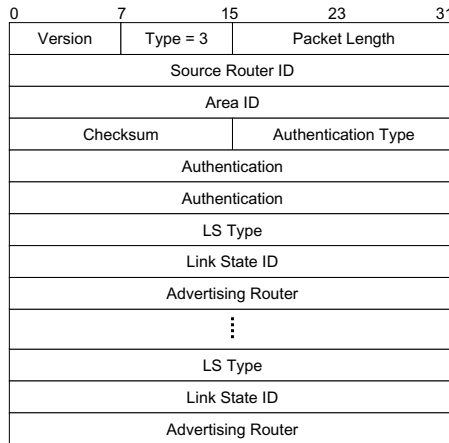 0 7 15 23 31
Version Type = 3 Packet Length
Source Router ID
Area ID
Checksum Authentication Type
Authentication
Authentication
LS Type
Link State ID
Advertising Router
LS Type
Link State ID
Advertising Router